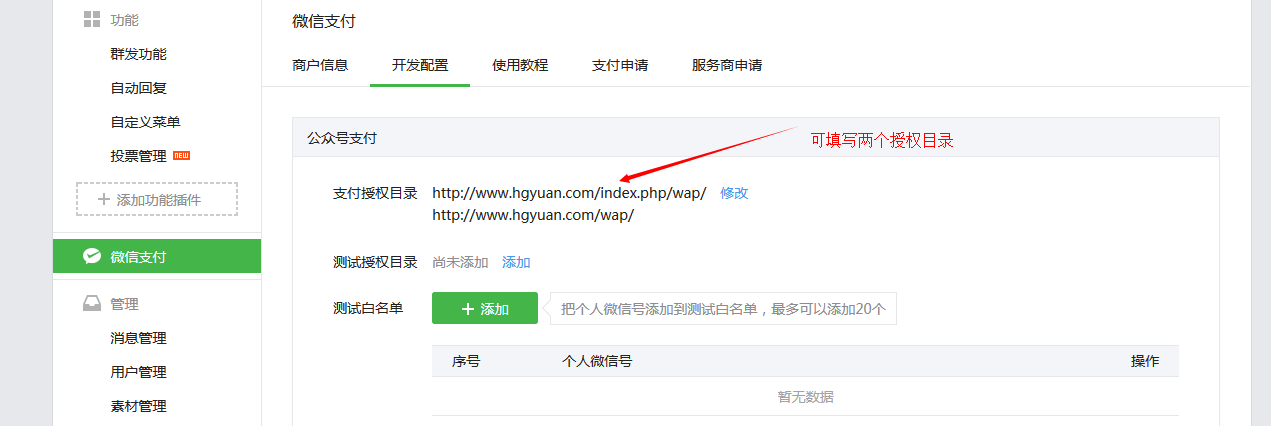 功能
群发功能
自动回复
自定义菜单
投票管理 NEW
+ 添加功能插件
微信支付
管理
消息管理
用户管理
素材管理
微信支付
商户信息 开发配置 使用教程 支付申请 服务商申请
公众号支付
可填写两个授权目录
支付授权目录 http://www.hgyuan.com/index.php/wap/ 修改
http://www.hgyuan.com/wap/
测试授权目录 尚未添加 添加
测试白名单 + 添加 把个人微信号添加到测试白名单，最多可以添加20个
序号 个人微信号 操作
暂无数据